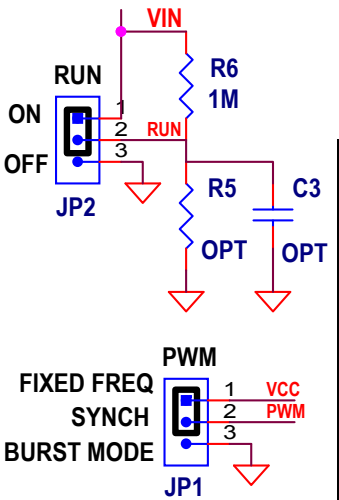 VIN
RUN
R6
1M
ON
1
2
RUN
3
OFF
JP2
R5
OPT
C3
OPT
PWM
FIXED FREQ
1
VCC
SYNCH
2
PWM
3
BURST MODE
JP1